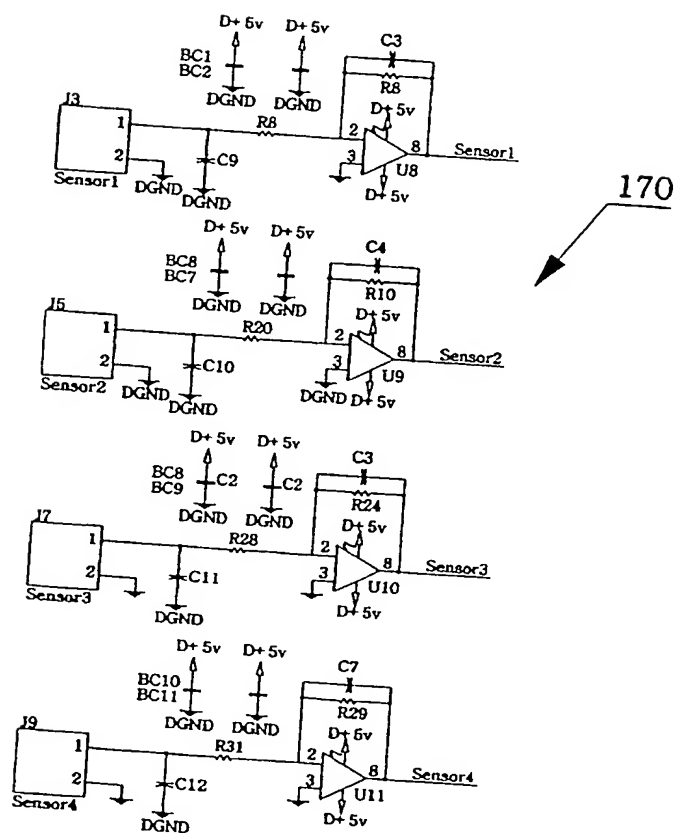 D+ 5v D+ 5v
C3
BC1
BC2
R8
DGND DGND
D+ 5v
J3
1
R8
2
8
Sensor1
2
C9
3
U8
Sensor1
DGND
DGND
D+ 5v
170
D+ 5v D+ 5v
C4
BC8
BC7
R10
DGND DGND
D+ 5v
J5
1
R20
2
8
Sensor2
2
C10
3
U9
Sensor2
DGND
DGND
DGND
D+ 5v
D+ 5v D+ 5v
C3
BC8
BC9
C2
C2
R24
DGND DGND
D+ 5v
J7
1
R28
2
8
Sensor3
2
C11
3
U10
Sensor3
DGND
D+ 5v
D+ 5v D+ 5v
C7
BC10
BC11
R29
DGND DGND
D+ 5v
J9
1
R31
2
8
Sensor4
2
C12
3
U11
Sensor4
DGND
D+ 5v